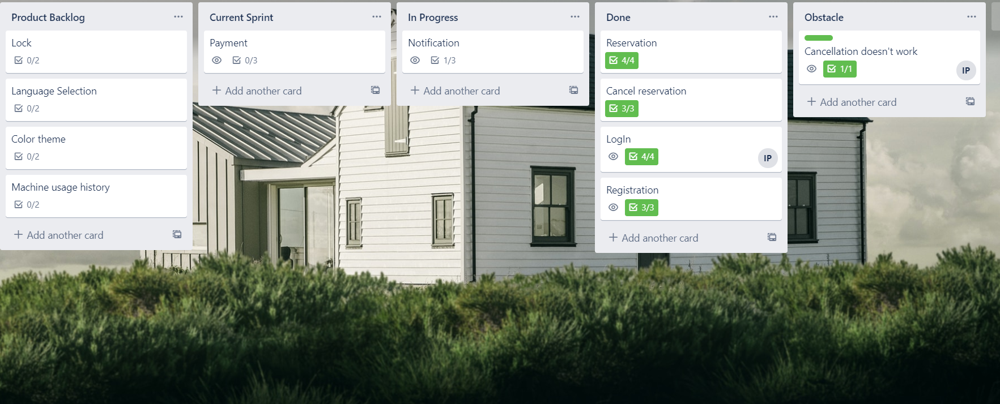 Product Backlog
Lock
0/2
Language Selection
0/2
Color theme
0/2
Machine usage history
0/2
Add another card
Current Sprint
Payment
0/3
Add another card
In Progress
Notification
1/3
Add another card
Done
Reservation
4/4
Cancel reservation
3/3
LogIn
4/4
IP
Registration
3/3
Add another card
Obstacle
Cancellation doesn't work
1/1
IP
Add another card